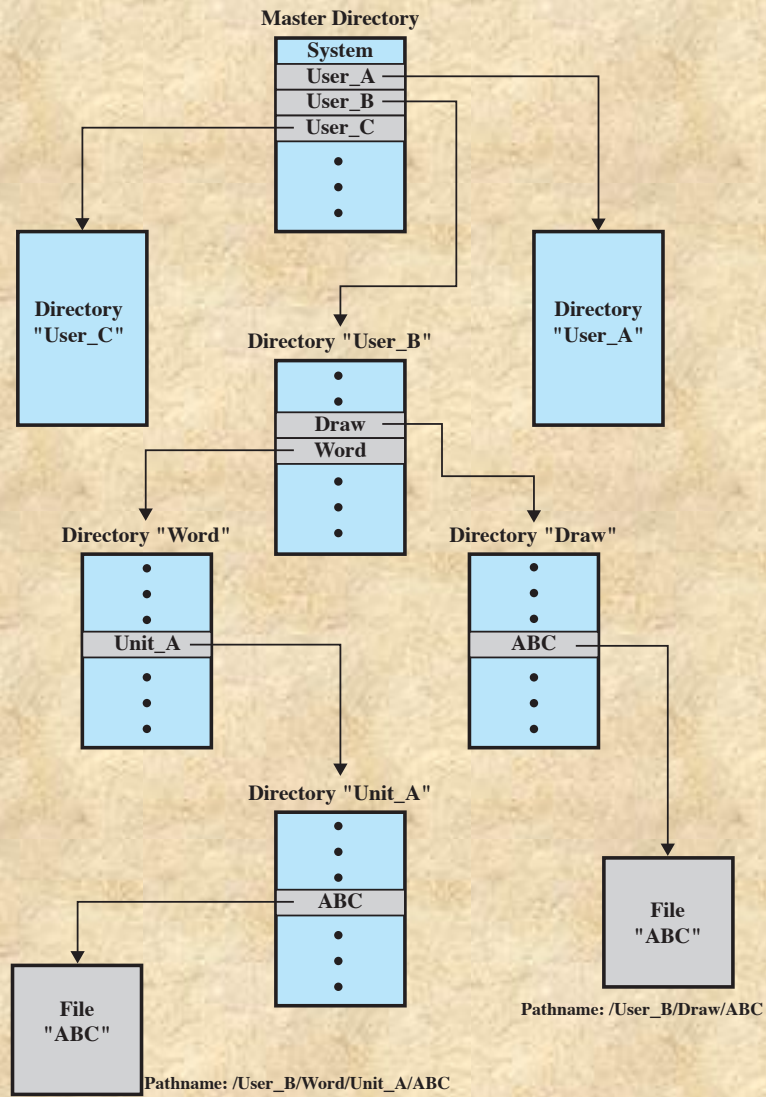 Master Directory
System
User_A
User_B
User_C
Directory
"User_C"
Directory
"User_A"
Directory "User_B"
Draw
Word
Directory "Word"
Directory "Draw"
Unit_A
ABC
Directory "Unit_A"
ABC
File
"ABC"
Pathname: /User_B/Draw/ABC
File
"ABC"
Pathname: /User_B/Word/Unit_A/ABC